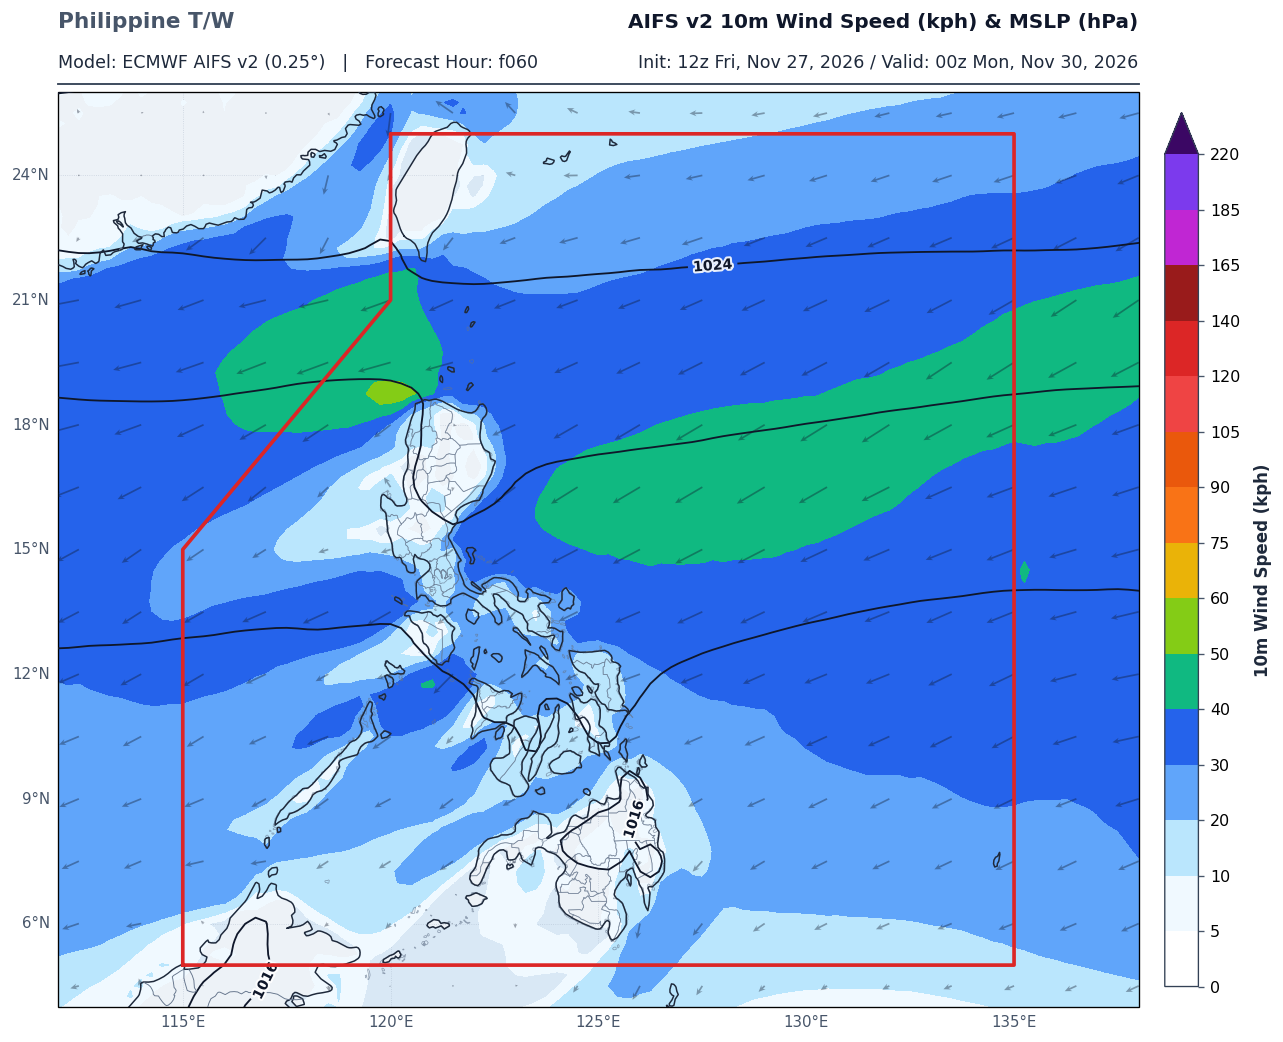 Philippine T/W
AIFS v2 10m Wind Speed (kph) & MSLP (hPa)
Model: ECMWF AIFS v2 (0.25°)   |   Forecast Hour: f060
Init: 12z Fri, Nov 27, 2026 / Valid: 00z Mon, Nov 30, 2026
24°N
21°N
18°N
15°N
12°N
9°N
6°N
115°E
120°E
125°E
130°E
135°E
1024
1016
1016
220
185
165
140
120
105
90
75
60
50
40
30
20
10
5
0
10m Wind Speed (kph)